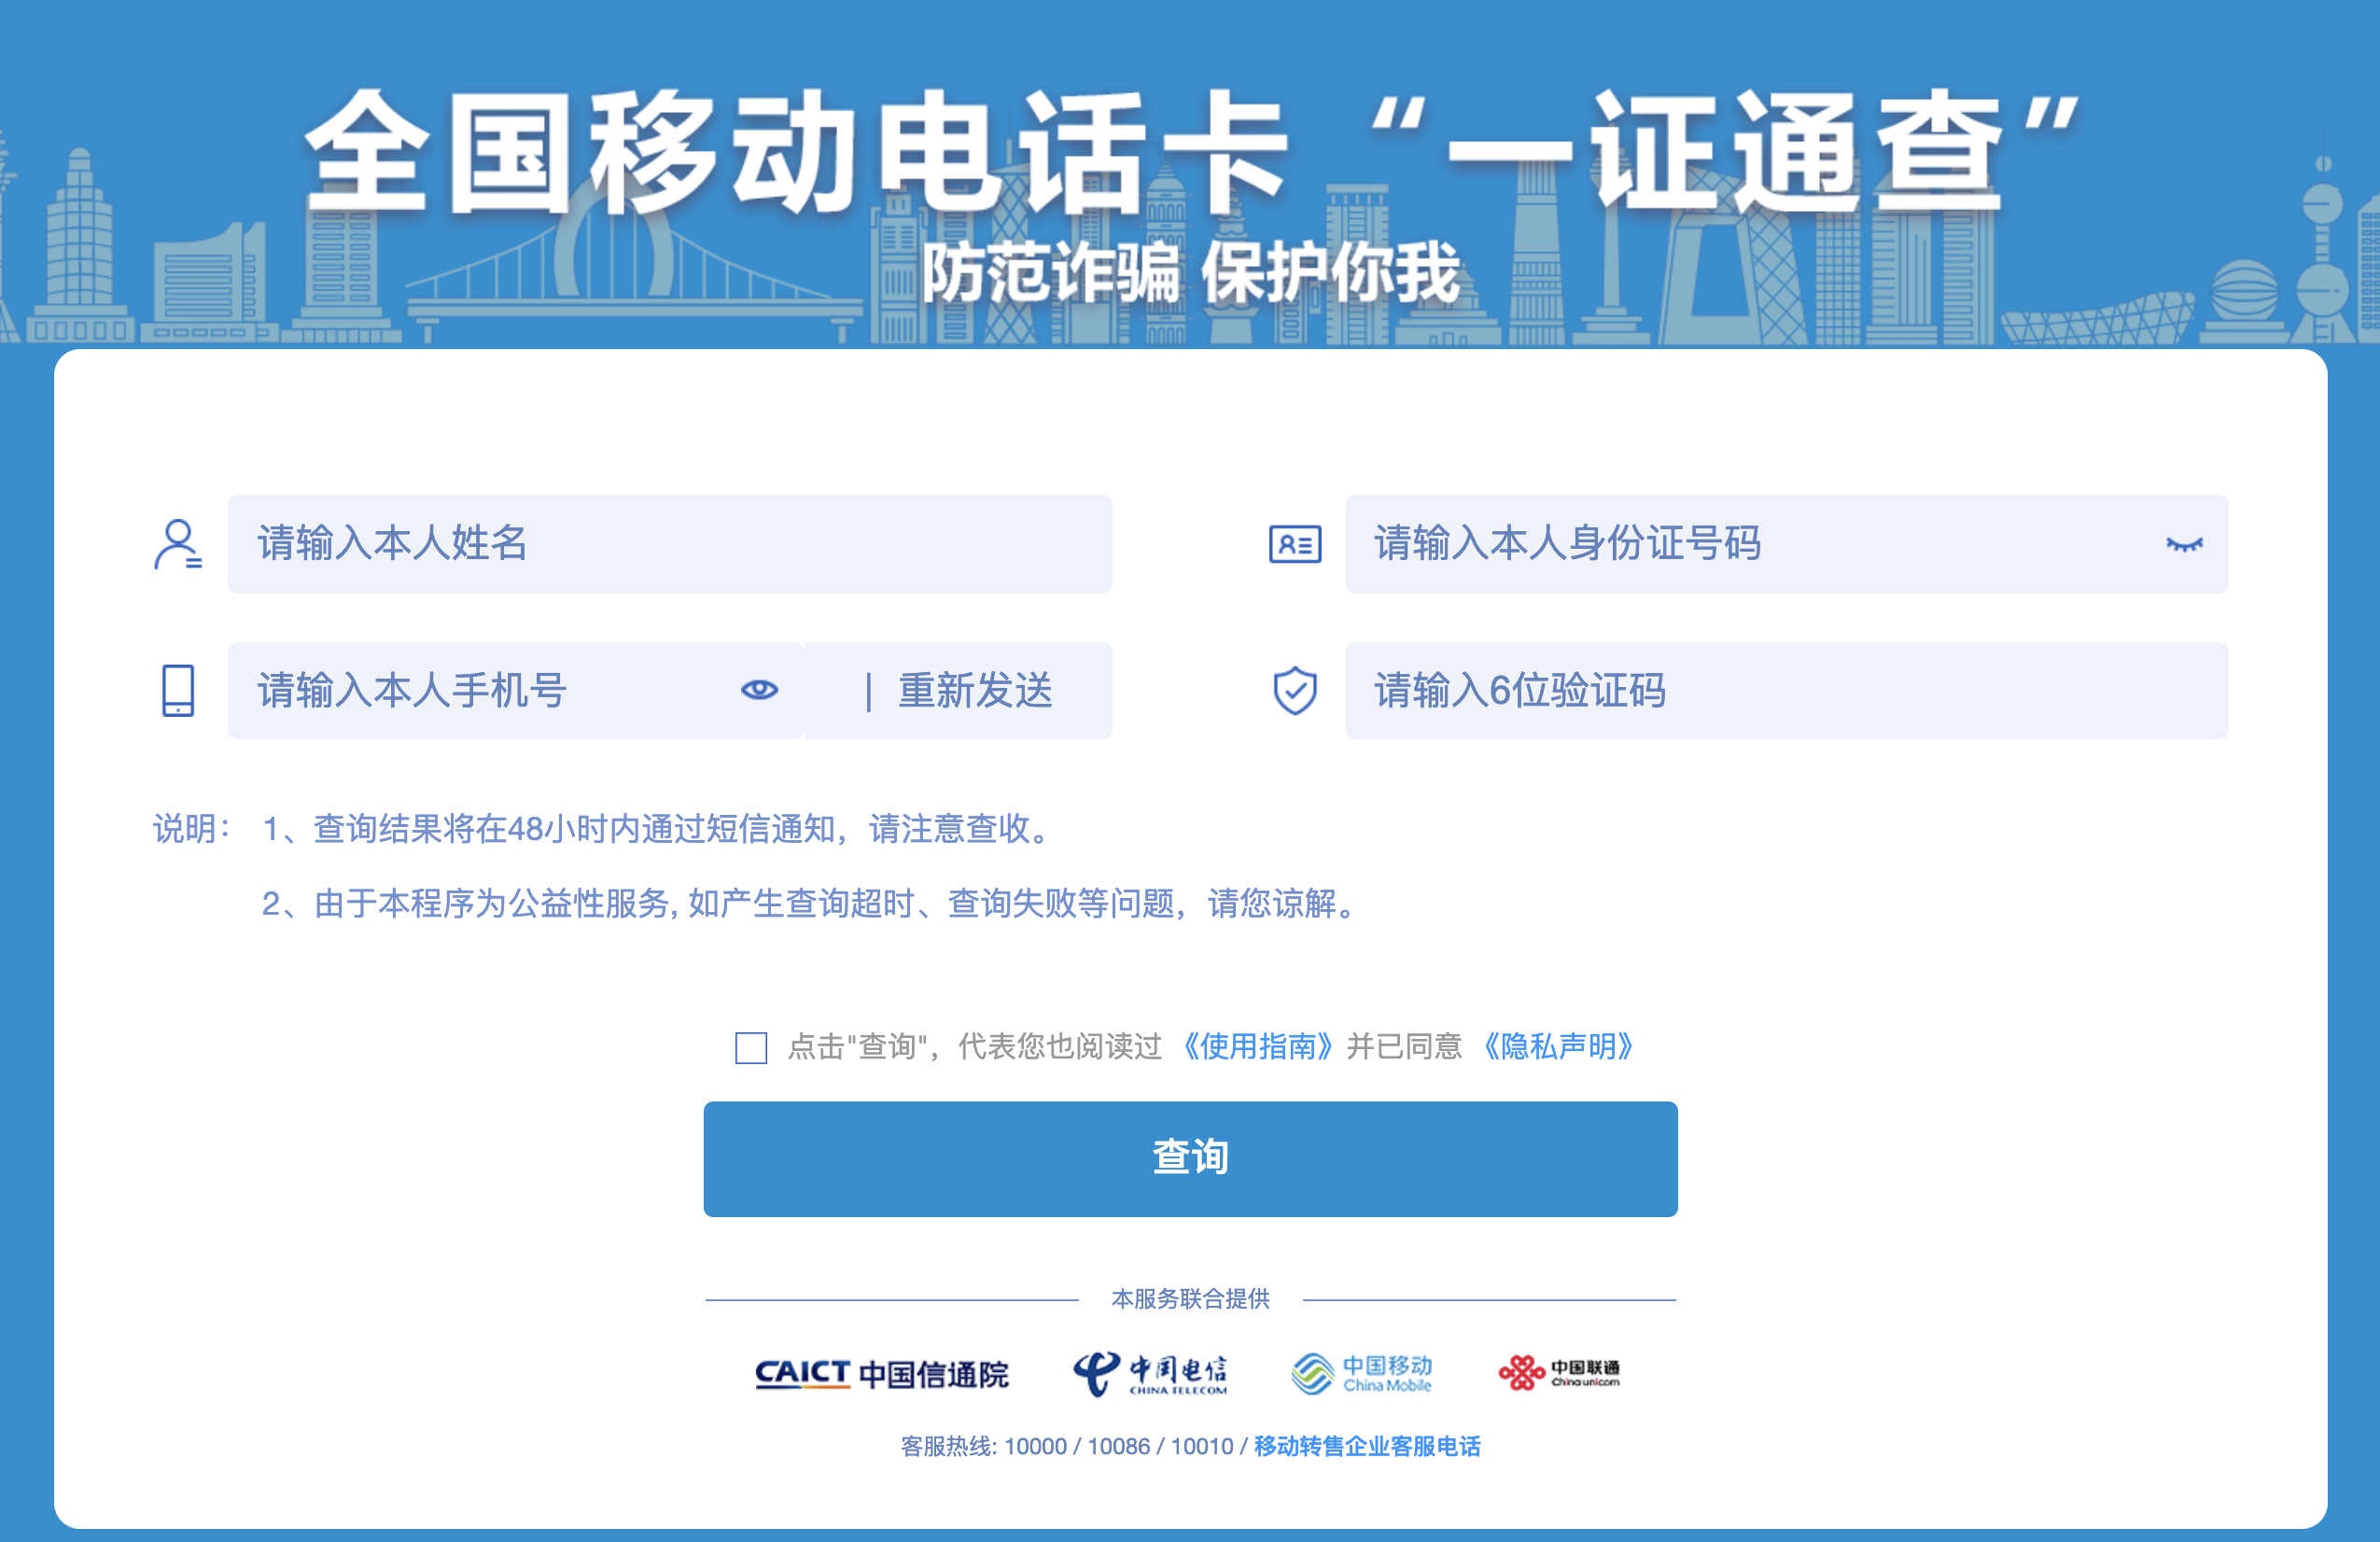 全国移动电话卡“一证通查”
防范诈骗 保护你我
请输入本人姓名
请输入本人身份证号码
请输入本人手机号
| 重新发送
请输入6位验证码
说明： 1、查询结果将在48小时内通过短信通知，请注意查收。
2、由于本程序为公益性服务, 如产生查询超时、查询失败等问题，请您谅解。
点击"查询"，代表您也阅读过《使用指南》并已同意《隐私声明》
查询
本服务联合提供
CAICT 中国信通院
中国电信
CHINA TELECOM
中国移动
China Mobile
中国联通
China unicom
客服热线: 10000 / 10086 / 10010 / 移动转售企业客服电话